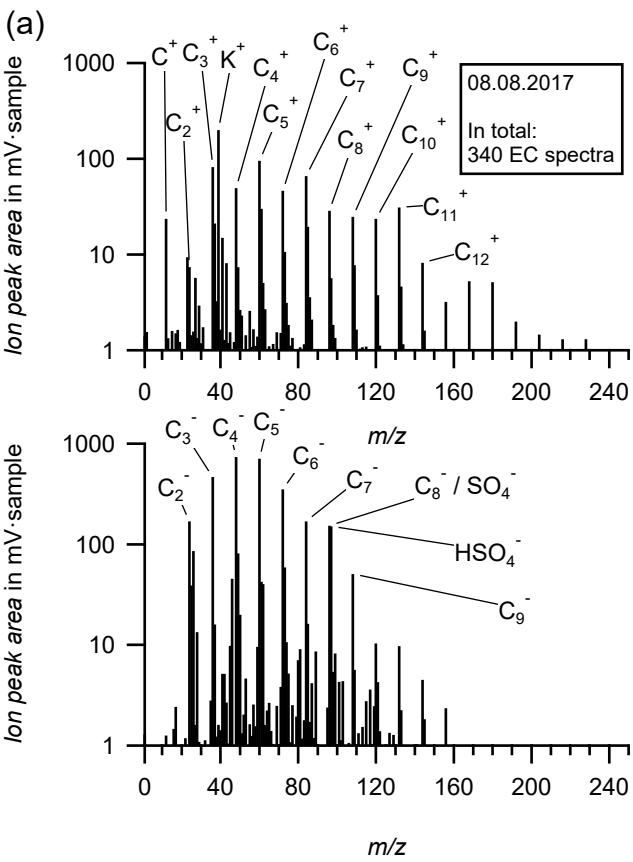 (a)
Ion peak area in mV·sample
1000
100
10
1
C⁺
C₂⁺
C₃⁺
K⁺
C₄⁺
C₅⁺
C₆⁺
C₇⁺
C₈⁺
C₉⁺
C₁₀⁺
C₁₁⁺
C₁₂⁺
08.08.2017
In total:
340 EC spectra
0 40 80 120 160 200 240
m/z
Ion peak area in mV·sample
1000
100
10
1
C₂⁻
C₃⁻
C₄⁻
C₅⁻
C₆⁻
C₇⁻
C₈⁻ / SO₄⁻
HSO₄⁻
C₉⁻
0 40 80 120 160 200 240
m/z